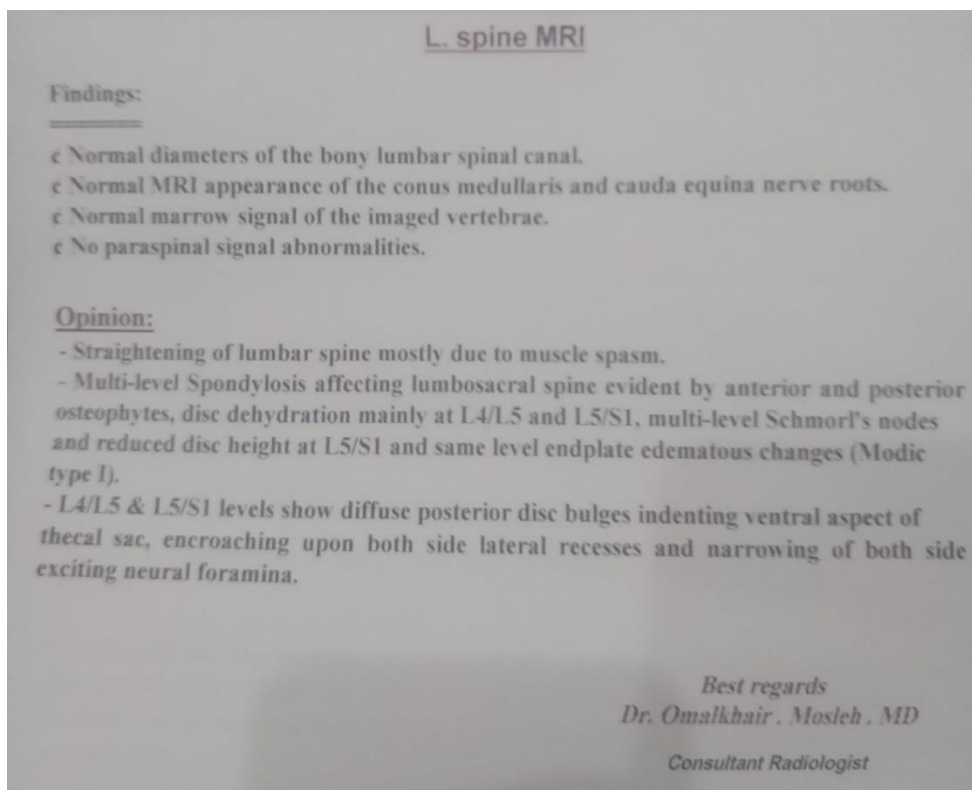 L. spine MRI
Findings:
¢ Normal diameters of the bony lumbar spinal canal.
¢ Normal MRI appearance of the conus medullaris and cauda equina nerve roots.
¢ Normal marrow signal of the imaged vertebrae.
¢ No paraspinal signal abnormalities.
Opinion:
- Straightening of lumbar spine mostly due to muscle spasm.
- Multi-level Spondylosis affecting lumbosacral spine evident by anterior and posterior
osteophytes, disc dehydration mainly at L4/L5 and L5/S1, multi-level Schmorl's nodes
and reduced disc height at L5/S1 and same level endplate edematous changes (Modic
type I).
- L4/L5 & L5/S1 levels show diffuse posterior disc bulges indenting ventral aspect of
thecal sac, encroaching upon both side lateral recesses and narrowing of both side
exciting neural foramina.
Best regards
Dr. Omalkhair . Mosleh . MD
Consultant Radiologist